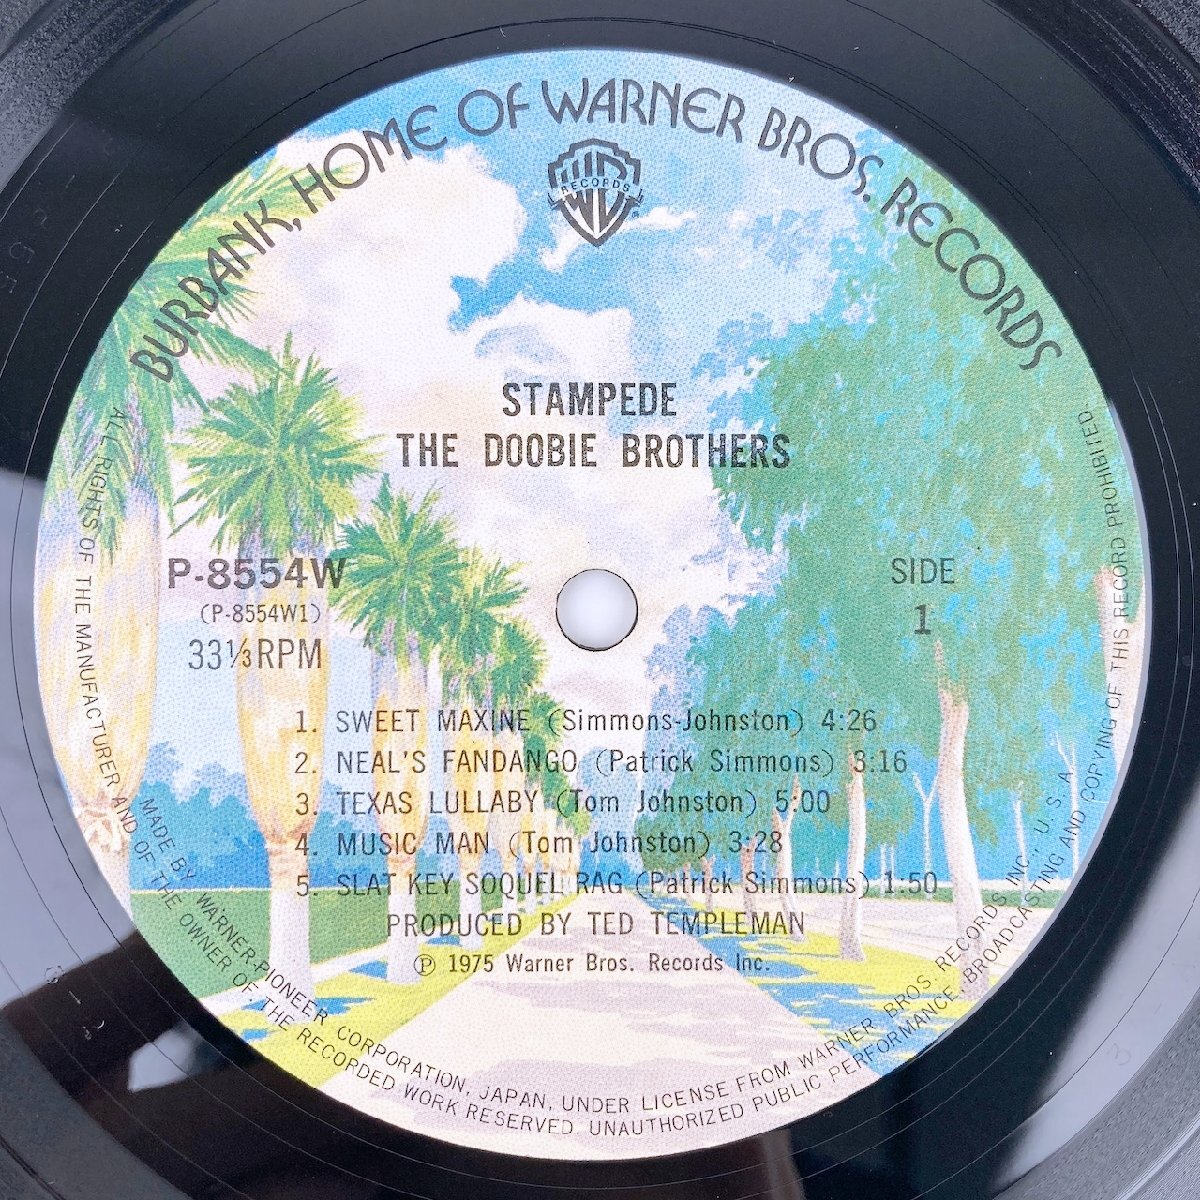 BURBANK, HOME OF WARNER BROS. RECORDS
WB
RECORDS
®
STAMPEDE
THE DOOBIE BROTHERS
P-8554W
(P-8554W1)
33⅓RPM
SIDE
1
1. SWEET MAXINE (Simmons-Johnston) 4:26
2. NEAL'S FANDANGO (Patrick Simmons) 3:16
3. TEXAS LULLABY (Tom Johnston) 5:00
4. MUSIC MAN (Tom Johnston) 3:28
5. SLAT KEY SOQUEL RAG (Patrick Simmons) 1:50
PRODUCED BY TED TEMPLEMAN
Ⓟ 1975 Warner Bros. Records Inc.
MADE BY WARNER-PIONEER CORPORATION, JAPAN, UNDER LICENSE FROM WARNER BROS. RECORDS INC., U.S.A.
ALL RIGHTS OF THE MANUFACTURER AND OF THE OWNER OF THE RECORDED WORK RESERVED. UNAUTHORIZED PUBLIC PERFORMANCE, BROADCASTING AND COPYING OF THIS RECORD PROHIBITED